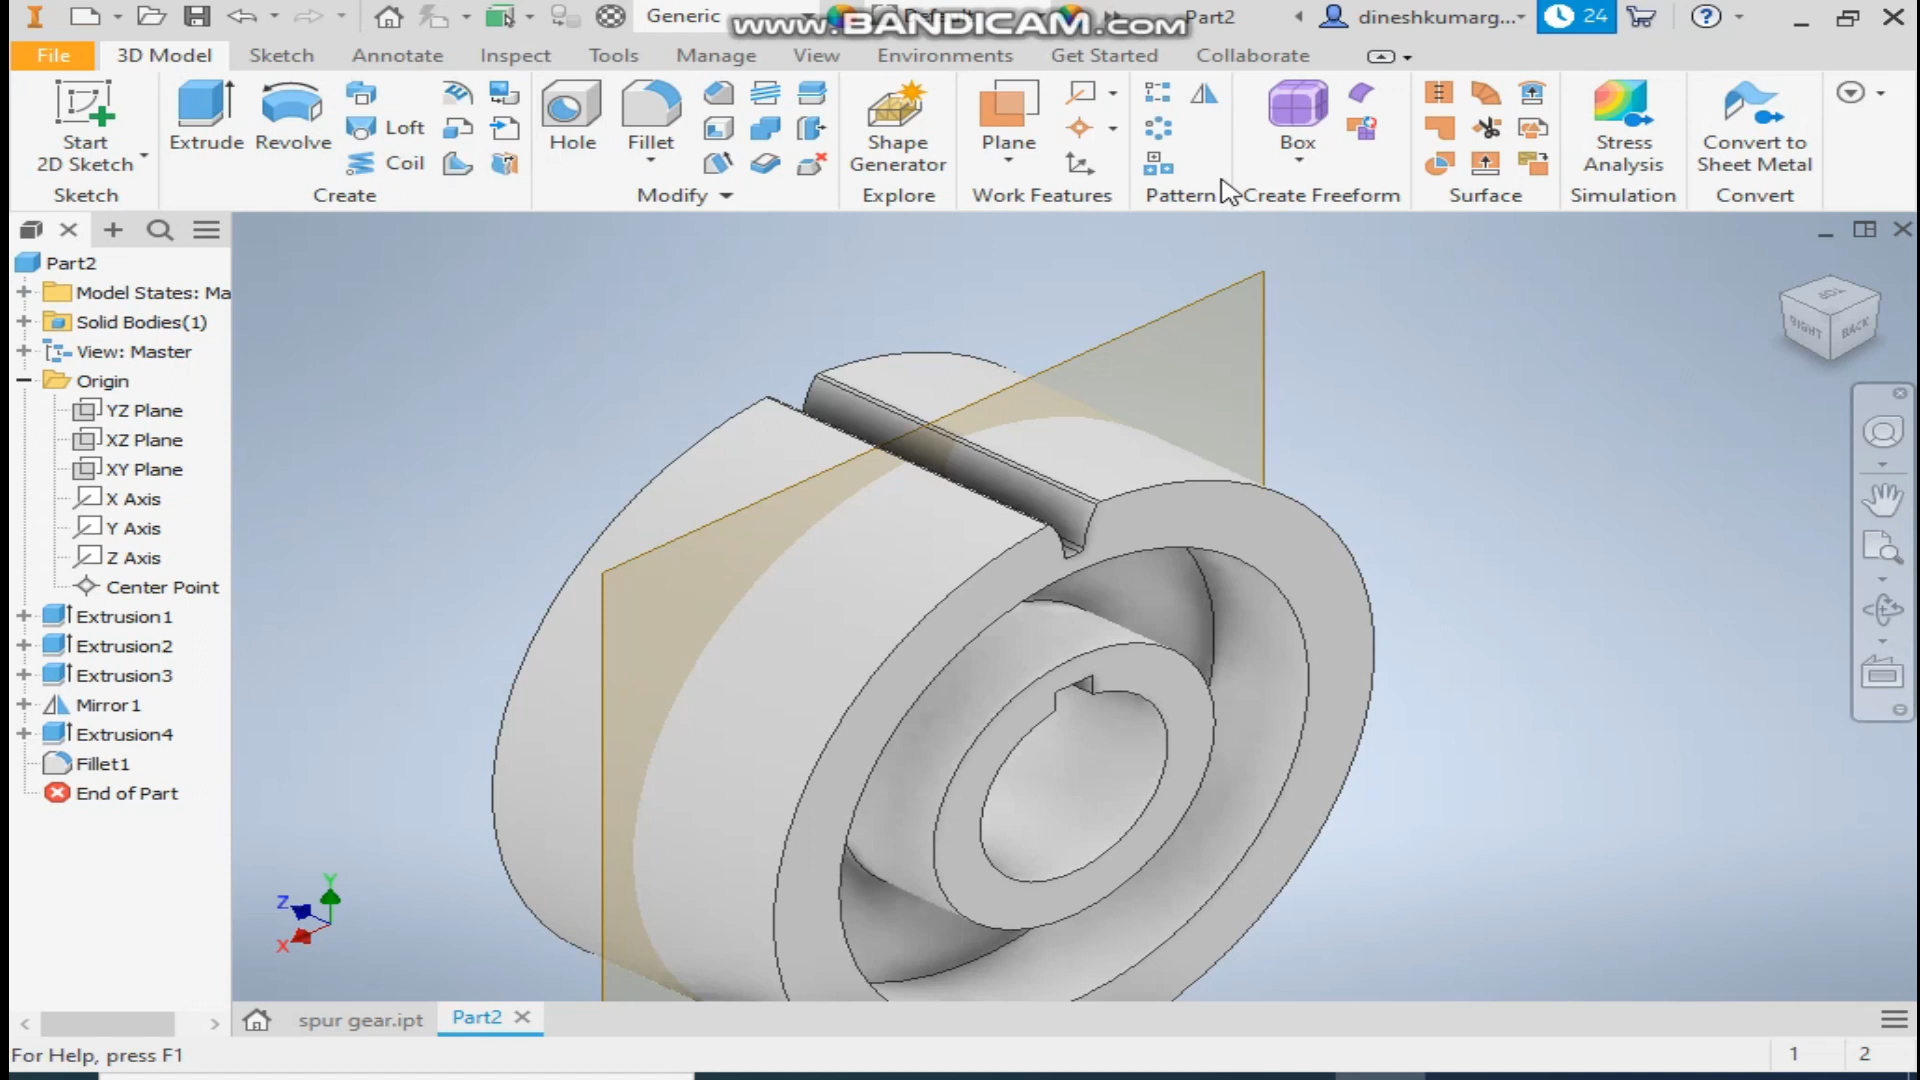 Generic
www.BANDICAM.com
Part2
dineshkumarg...
24
File
3D Model
Sketch
Annotate
Inspect
Tools
Manage
View
Environments
Get Started
Collaborate
Start
2D Sketch
Sketch
Extrude
Revolve
Loft
Coil
Create
Hole
Fillet
Modify
Shape
Generator
Explore
Plane
Work Features
Pattern
Box
Create Freeform
Surface
Stress
Analysis
Simulation
Convert to
Sheet Metal
Convert
Part2
Model States: Ma
Solid Bodies(1)
View: Master
Origin
YZ Plane
XZ Plane
XY Plane
X Axis
Y Axis
Z Axis
Center Point
Extrusion1
Extrusion2
Extrusion3
Mirror1
Extrusion4
Fillet1
End of Part
TOP
RIGHT
BACK
Y
Z
X
spur gear.ipt
Part2
For Help, press F1
1
2